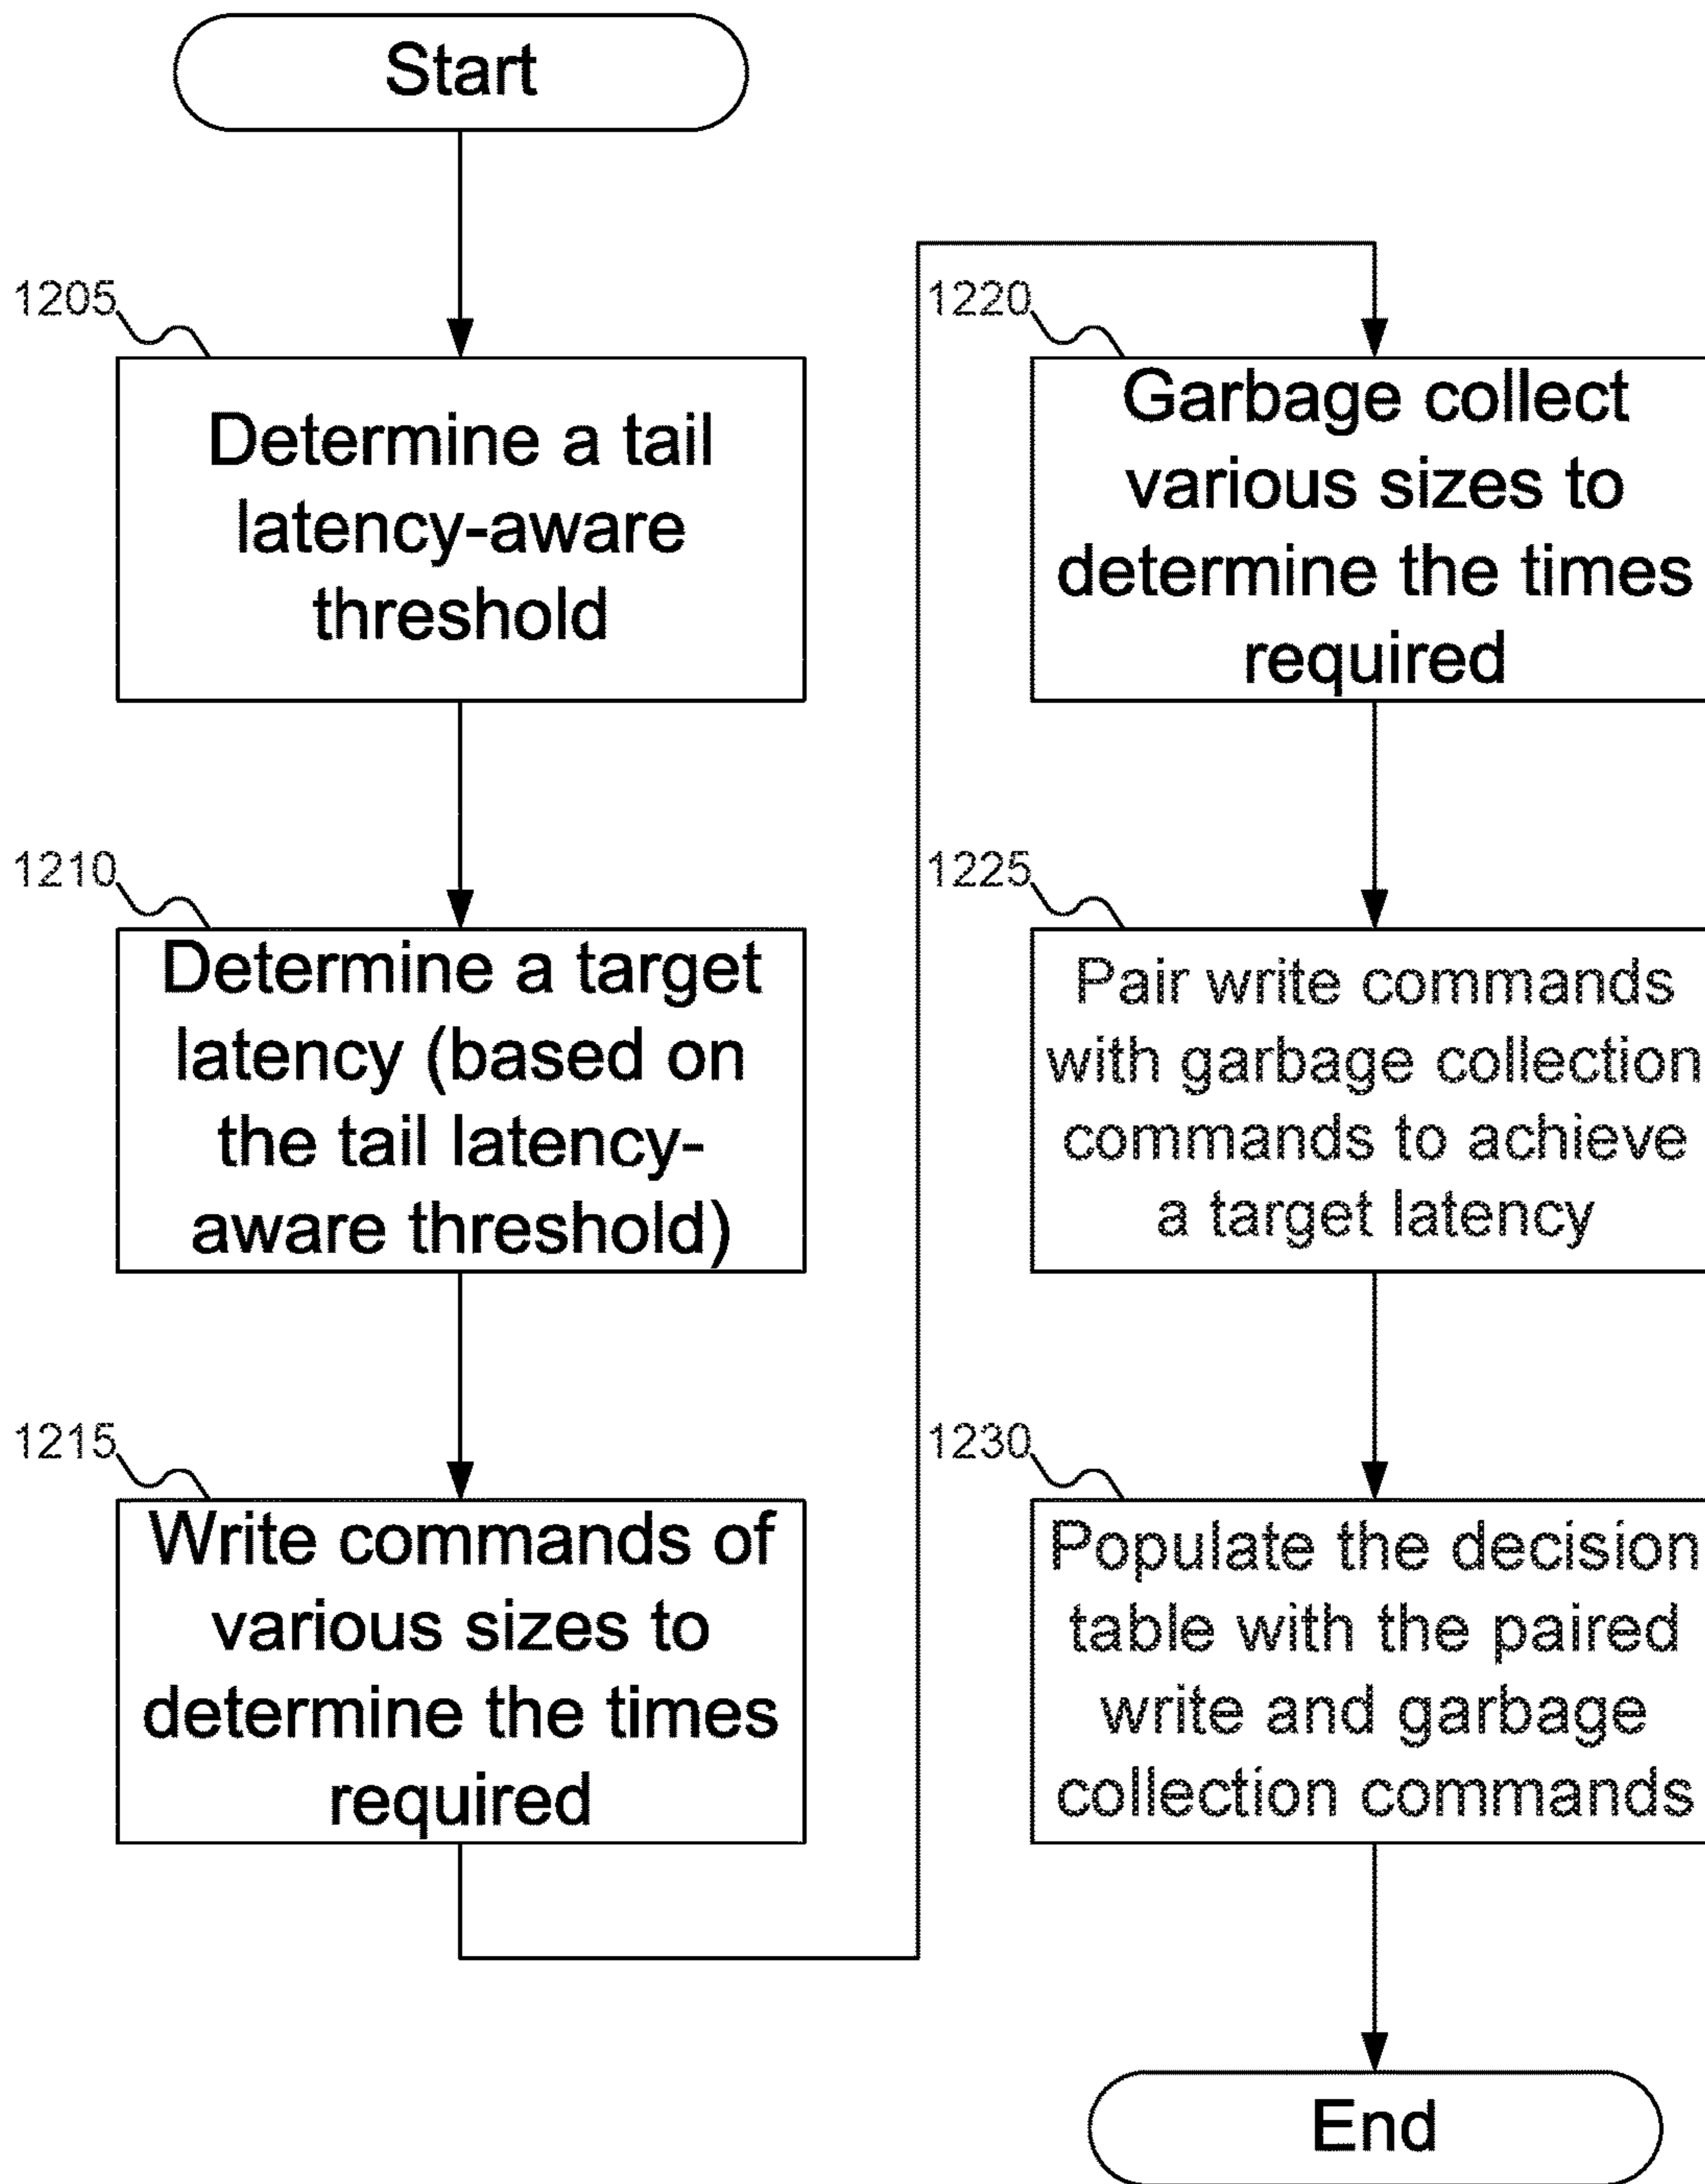 Start
1205
Determine a tail
latency-aware
threshold
1210
Determine a target
latency (based on
the tail latency-
aware threshold)
1215
Write commands of
various sizes to
determine the times
required
1220
Garbage collect
various sizes to
determine the times
required
1225
Pair write commands
with garbage collection
commands to achieve
a target latency
1230
Populate the decision
table with the paired
write and garbage
collection commands
End